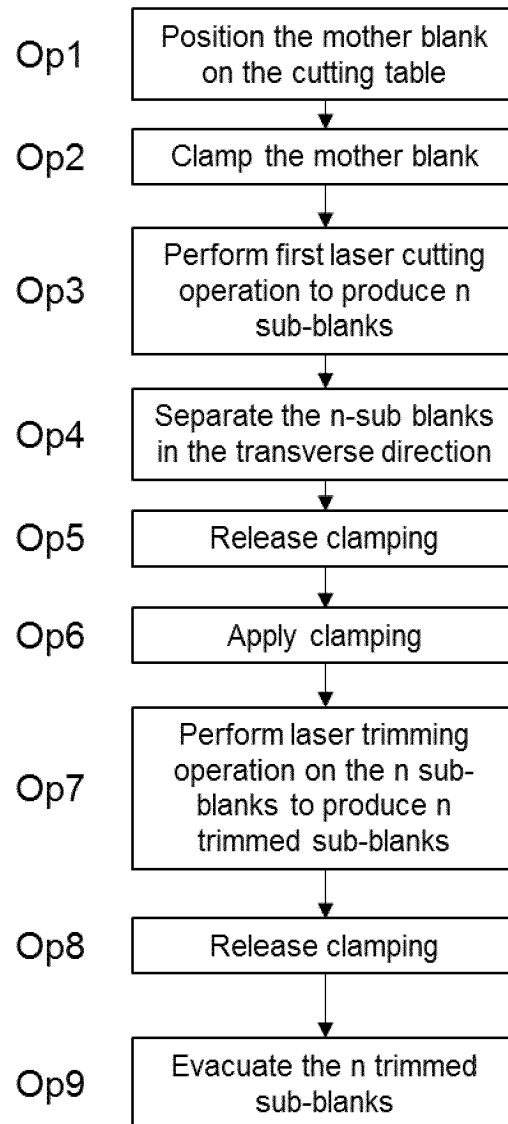 Op1
Position the mother blank
on the cutting table
Op2
Clamp the mother blank
Op3
Perform first laser cutting
operation to produce n
sub-blanks
Op4
Separate the n-sub blanks
in the transverse direction
Op5
Release clamping
Op6
Apply clamping
Op7
Perform laser trimming
operation on the n sub-
blanks to produce n
trimmed sub-blanks
Op8
Release clamping
Op9
Evacuate the n trimmed
sub-blanks